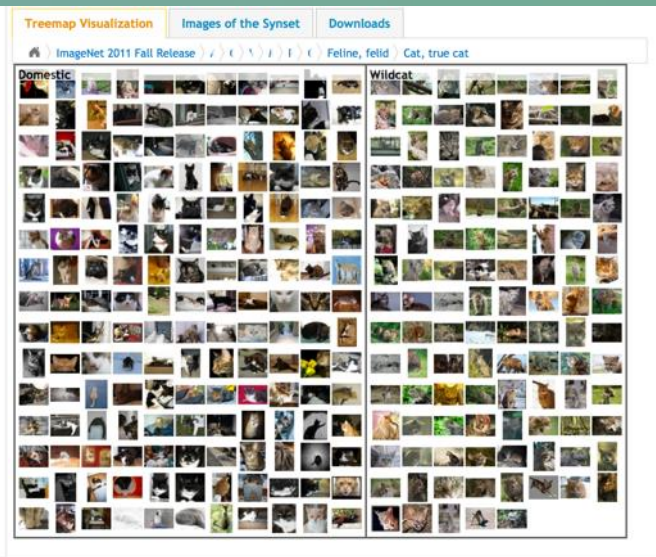 Treemap Visualization Images of the Synset Downloads
ImageNet 2011 Fall Release Feline, felid Cat, true cat
Domestic Wildcat